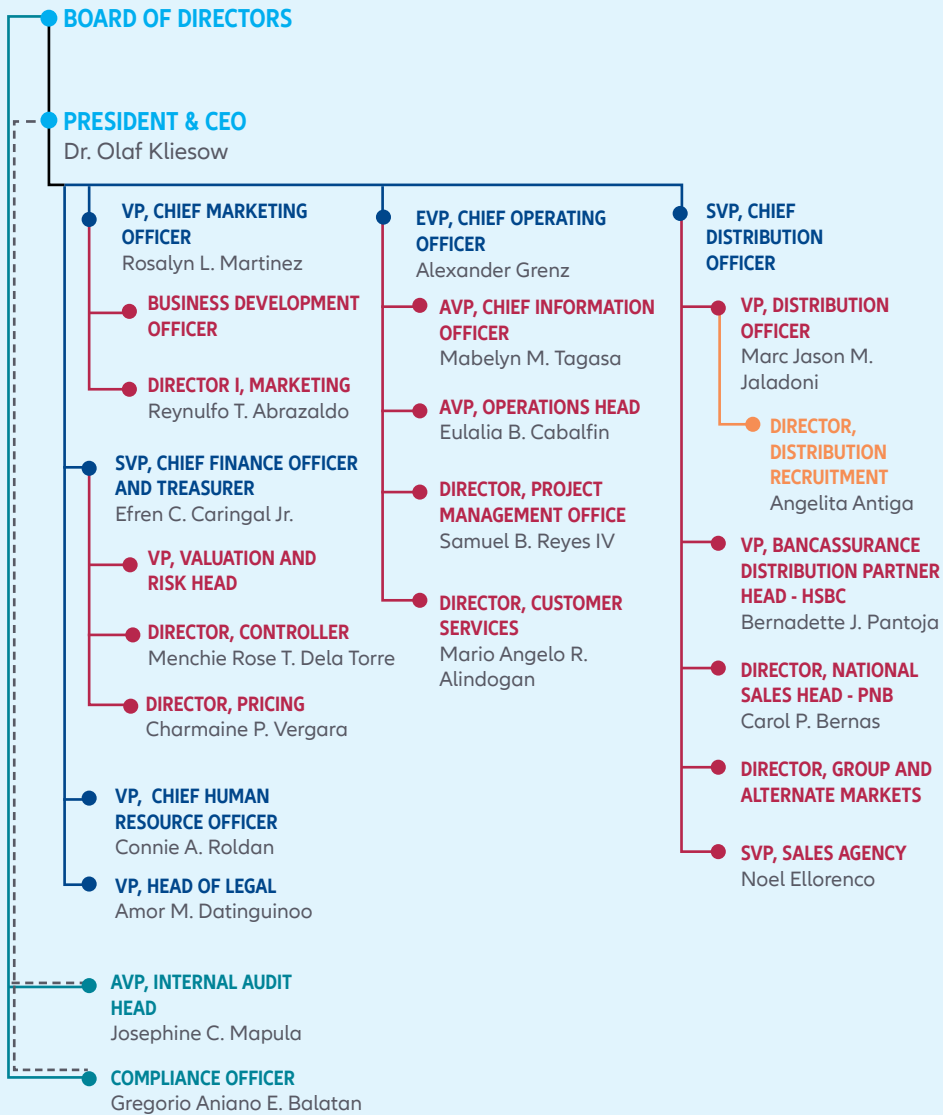 BOARD OF DIRECTORS
PRESIDENT & CEO
Dr. Olaf Kliesow
VP, CHIEF MARKETING
OFFICER
Rosalyn L. Martinez
BUSINESS DEVELOPMENT
OFFICER
DIRECTOR I, MARKETING
Reynulfo T. Abrazaldo
SVP, CHIEF FINANCE OFFICER
AND TREASURER
Efren C. Caringal Jr.
VP, VALUATION AND
RISK HEAD
DIRECTOR, CONTROLLER
Menchie Rose T. Dela Torre
DIRECTOR, PRICING
Charmaine P. Vergara
VP, CHIEF HUMAN
RESOURCE OFFICER
Connie A. Roldan
VP, HEAD OF LEGAL
Amor M. Datinguinoo
AVP, INTERNAL AUDIT
HEAD
Josephine C. Mapula
COMPLIANCE OFFICER
Gregorio Aniano E. Balatan
EVP, CHIEF OPERATING
OFFICER
Alexander Grenz
AVP, CHIEF INFORMATION
OFFICER
Mabelyn M. Tagasa
AVP, OPERATIONS HEAD
Eulalia B. Cabalfin
DIRECTOR, PROJECT
MANAGEMENT OFFICE
Samuel B. Reyes IV
DIRECTOR, CUSTOMER
SERVICES
Mario Angelo R.
Alindogan
SVP, CHIEF
DISTRIBUTION
OFFICER
VP, DISTRIBUTION
OFFICER
Marc Jason M.
Jaladoni
DIRECTOR,
DISTRIBUTION
RECRUITMENT
Angelita Antiga
VP, BANCASSURANCE
DISTRIBUTION PARTNER
HEAD - HSBC
Bernadette J. Pantoja
DIRECTOR, NATIONAL
SALES HEAD - PNB
Carol P. Bernas
DIRECTOR, GROUP AND
ALTERNATE MARKETS
SVP, SALES AGENCY
Noel Ellorenco